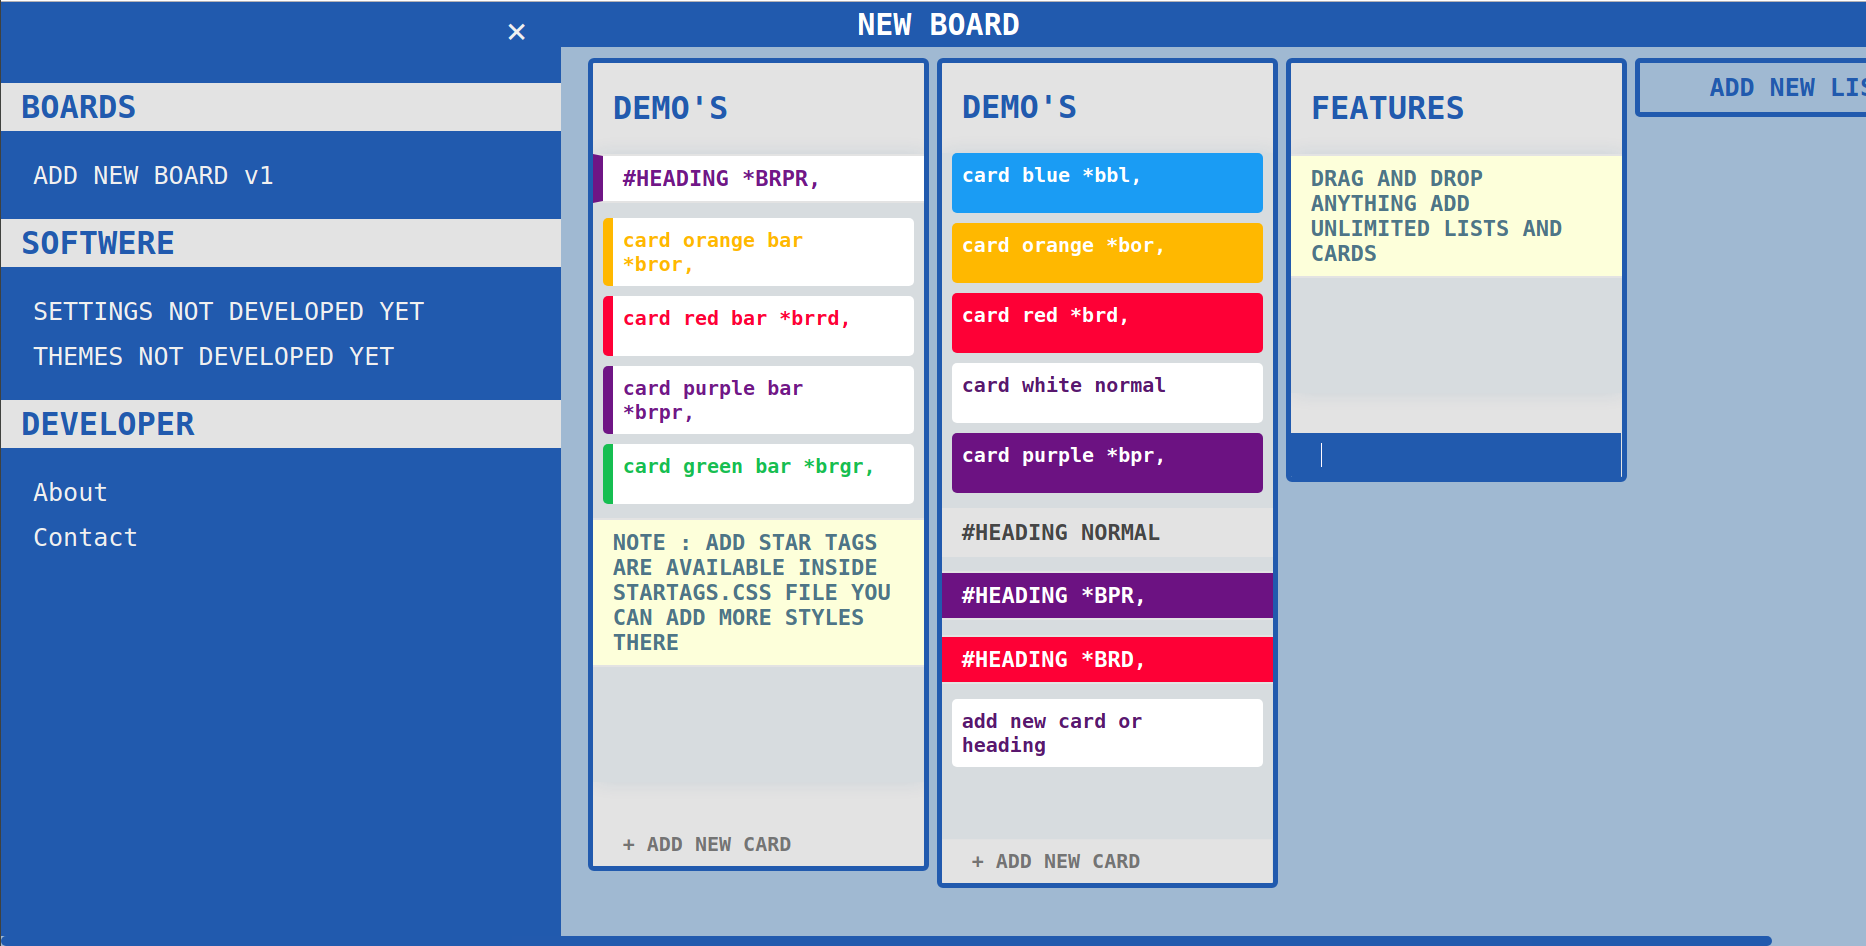 ✕
NEW BOARD
BOARDS
ADD NEW BOARD v1
SOFTWERE
SETTINGS NOT DEVELOPED YET
THEMES NOT DEVELOPED YET
DEVELOPER
About
Contact
DEMO'S
#HEADING *BRPR,
card orange bar
*bror,
card red bar *brrd,
card purple bar
*brpr,
card green bar *brgr,
NOTE : ADD STAR TAGS
ARE AVAILABLE INSIDE
STARTAGS.CSS FILE YOU
CAN ADD MORE STYLES
THERE
+ ADD NEW CARD
DEMO'S
card blue *bbl,
card orange *bor,
card red *brd,
card white normal
card purple *bpr,
#HEADING NORMAL
#HEADING *BPR,
#HEADING *BRD,
add new card or
heading
+ ADD NEW CARD
FEATURES
DRAG AND DROP
ANYTHING ADD
UNLIMITED LISTS AND
CARDS
ADD NEW LIS